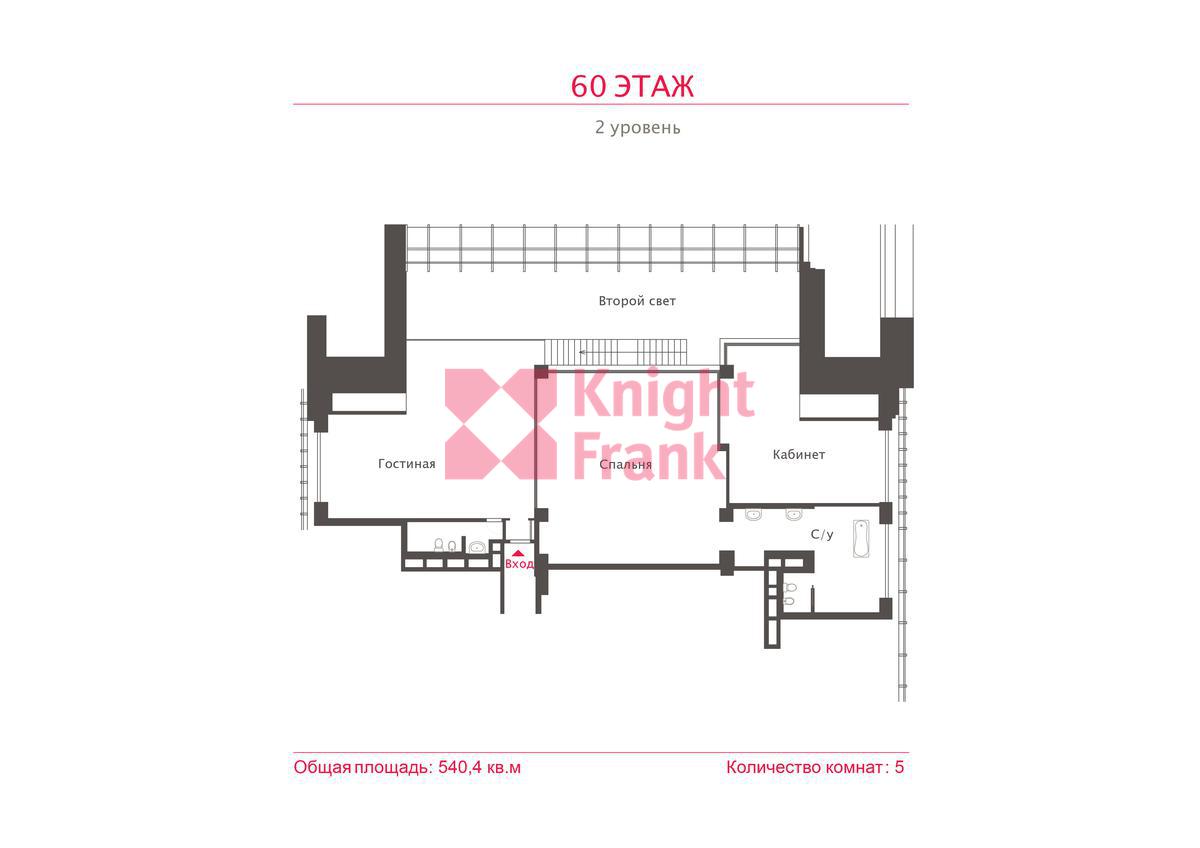 60 ЭТАЖ
2 уровень
Второй свет
Knight
Frank
Гостиная
Спальня
Кабинет
С/у
Вход
Общая площадь: 540,4 кв.м
Количество комнат: 5